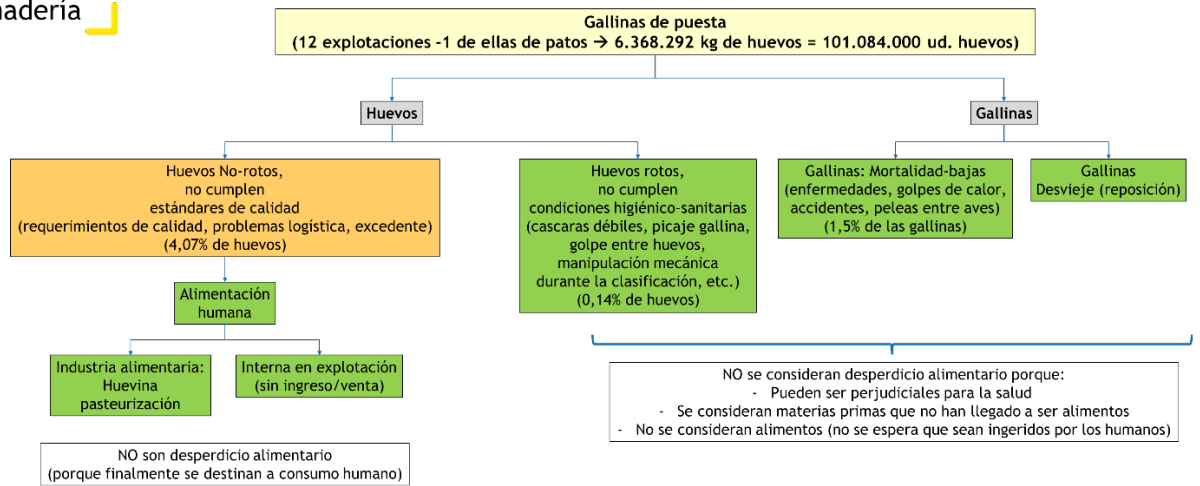 nadería
Gallinas de puesta
(12 explotaciones -1 de ellas de patos → 6.368.292 kg de huevos = 101.084.000 ud. huevos)
Huevos
Gallinas
Huevos No-rotos,
no cumplen
estándares de calidad
(requerimientos de calidad, problemas logística, excedente)
(4,07% de huevos)
Huevos rotos,
no cumplen
condiciones higiénico-sanitarias
(cascaras débiles, picaje gallina,
golpe entre huevos,
manipulación mecánica
durante la clasificación, etc.)
(0,14% de huevos)
Gallinas: Mortalidad-bajas
(enfermedades, golpes de calor,
accidentes, peleas entre aves)
(1,5% de las gallinas)
Gallinas
Desvieje (reposición)
Alimentación
humana
Industria alimentaria:
Huevina
pasteurización
Interna en explotación
(sin ingreso/venta)
NO se consideran desperdicio alimentario porque:
- Pueden ser perjudiciales para la salud
- Se consideran materias primas que no han llegado a ser alimentos
- No se consideran alimentos (no se espera que sean ingeridos por los humanos)
NO son desperdicio alimentario
(porque finalmente se destinan a consumo humano)